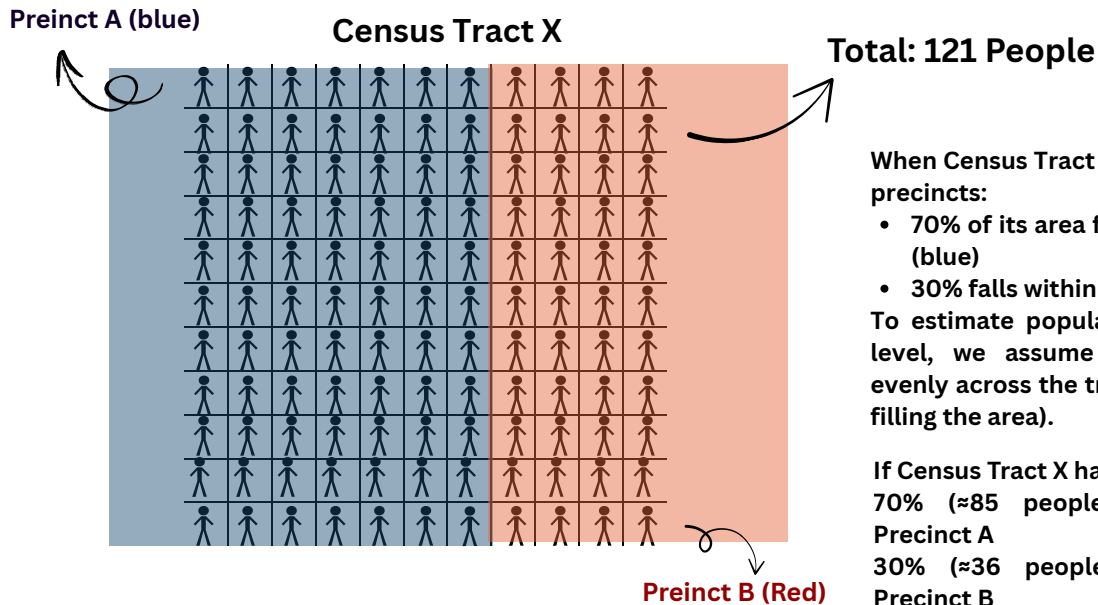 Preinct A (blue)
Census Tract X
Total: 121 People
When Census Tract
precincts:
• 70% of its area f
(blue)
• 30% falls within
To estimate popula
level, we assume
evenly across the tr
filling the area).
If Census Tract X ha
70% (≈85 people
Precinct A
30% (≈36 people
Precinct B
Preinct B (Red)